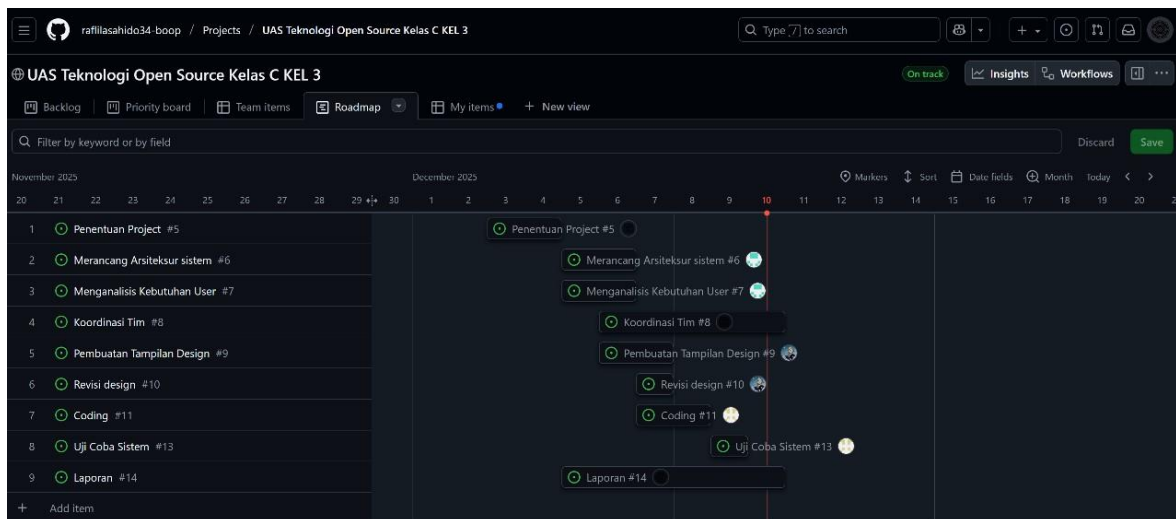 raflilasahido34-boop / Projects / UAS Teknologi Open Source Kelas C KEL 3
Type / to search
UAS Teknologi Open Source Kelas C KEL 3
On track
Insights
Workflows
Backlog
Priority board
Team items
Roadmap
My items
+ New view
Filter by keyword or by field
Discard
Save
November 2025
December 2025
Markers
Sort
Date fields
Month
Today
20 21 22 23 24 25 26 27 28 29 30 1 2 3 4 5 6 7 8 9 10 11 12 13 14 15 16 17 18 19 20 2
1 Penentuan Project #5
Penentuan Project #5
2 Merancang Arsiteksur sistem #6
Merancang Arsiteksur sistem #6
3 Menganalisis Kebutuhan User #7
Menganalisis Kebutuhan User #7
4 Koordinasi Tim #8
Koordinasi Tim #8
5 Pembuatan Tampilan Design #9
Pembuatan Tampilan Design #9
6 Revisi design #10
Revisi design #10
7 Coding #11
Coding #11
8 Uji Coba Sistem #13
Uji Coba Sistem #13
9 Laporan #14
Laporan #14
+ Add item